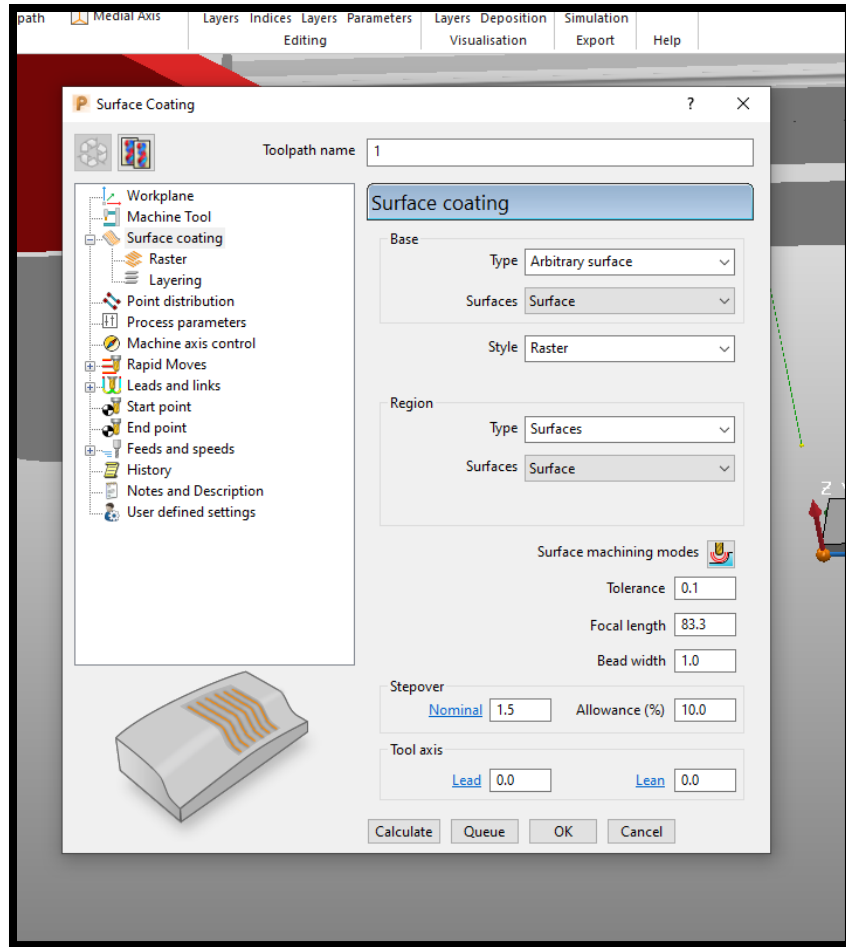 path Medial Axis Layers Indices Layers Parameters Layers Deposition Simulation
Editing Visualisation Export Help
Surface Coating ?
Toolpath name 1
Workplane
Machine Tool
Surface coating
Raster
Layering
Point distribution
Process parameters
Machine axis control
Rapid Moves
Leads and links
Start point
End point
Feeds and speeds
History
Notes and Description
User defined settings
Surface coating
Base
Type Arbitrary surface
Surfaces Surface
Style Raster
Region
Type Surfaces
Surfaces Surface
Surface machining modes
Tolerance 0.1
Focal length 83.3
Bead width 1.0
Stepover
Nominal 1.5 Allowance (%) 10.0
Tool axis
Lead 0.0 Lean 0.0
Calculate Queue OK Cancel
Z